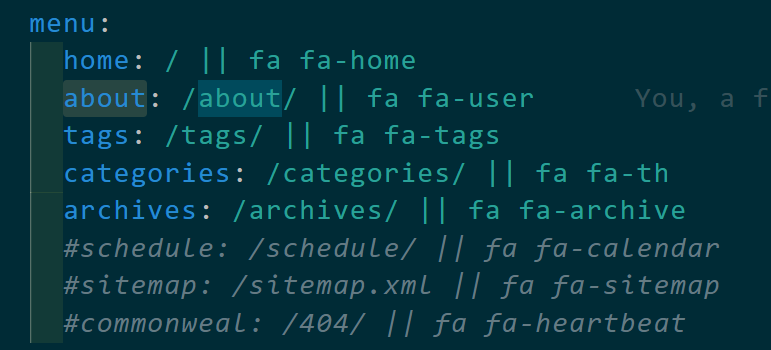 menu:
home: / || fa fa-home
about: /about/ || fa fa-user You, a f
tags: /tags/ || fa fa-tags
categories: /categories/ || fa fa-th
archives: /archives/ || fa fa-archive
#schedule: /schedule/ || fa fa-calendar
#sitemap: /sitemap.xml || fa fa-sitemap
#commonweal: /404/ || fa fa-heartbeat